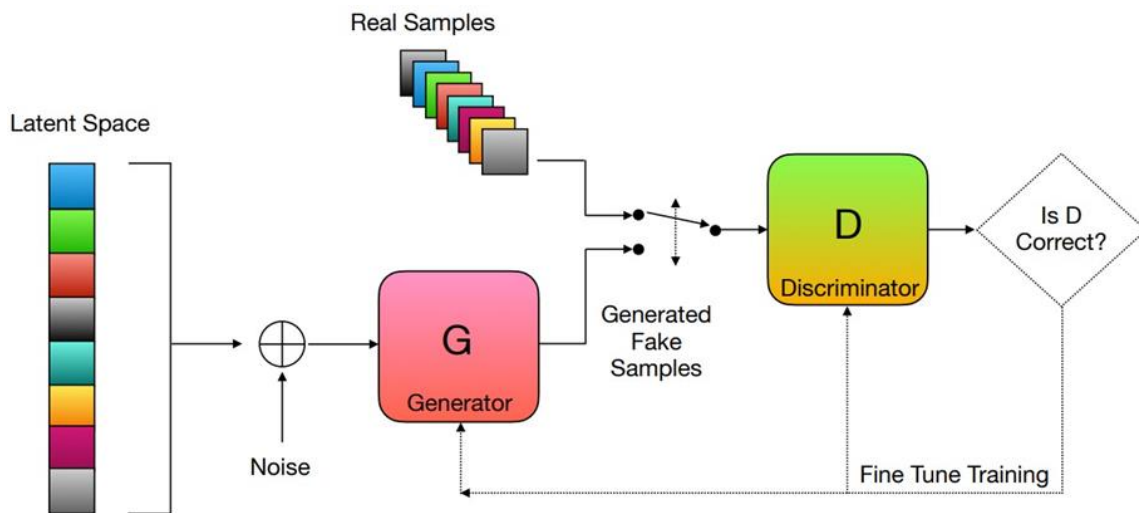 Real Samples
Latent Space
D
Discriminator
Is D
Correct?
G
Generator
Generated
Fake
Samples
Noise
Fine Tune Training